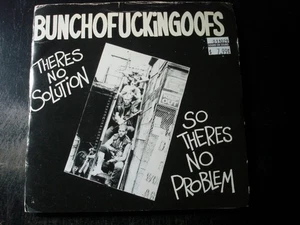 BUNCHOFUCKiNGOOFS
THERES
NO
SOLUTION
SO
THERES
NO
PROBLEM